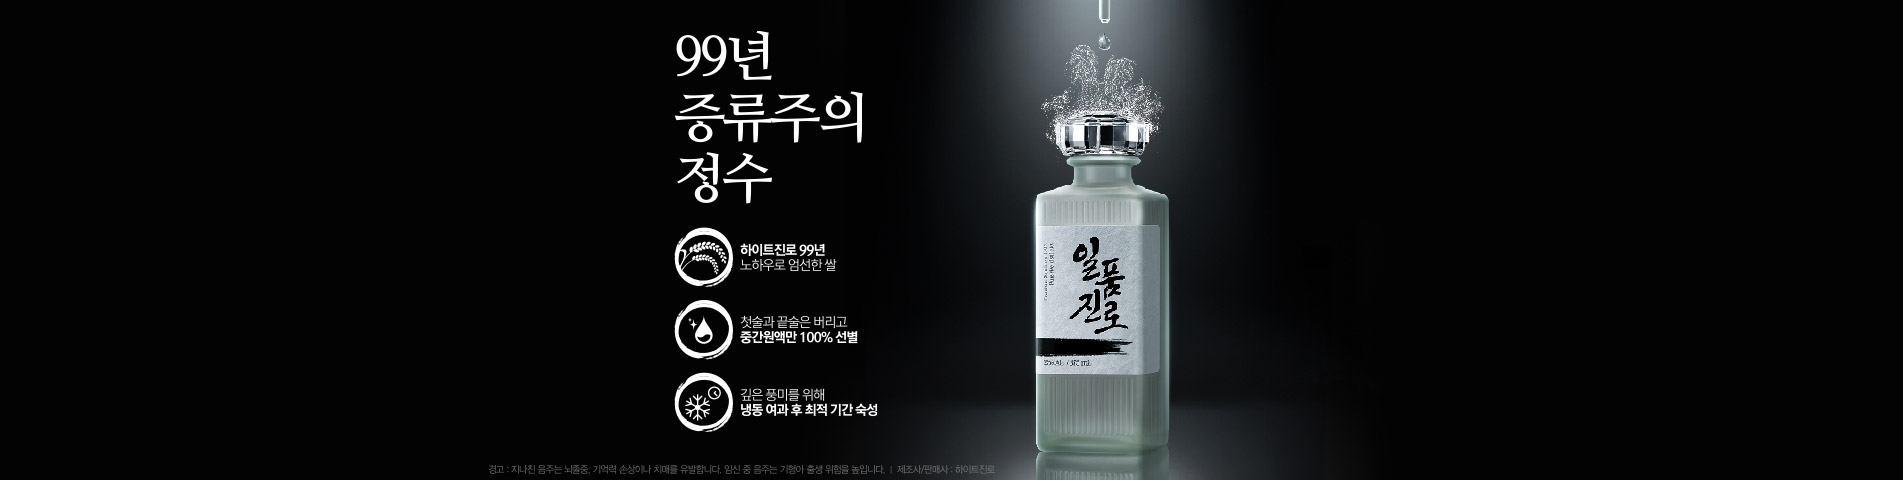 99년
증류주의
정수
하이트진로 99년
노하우로 엄선한 쌀
첫술과 끝술은 버리고
중간원액만 100% 선별
깊은 풍미를 위해
냉동 여과 후 최적 기간 숙성
일품
진로
경고 : 지나친 음주는 뇌졸중, 기억력 손상이나 치매를 유발합니다. 임신 중 음주는 기형아 출생 위험을 높입니다. | 제조사/판매사 : 하이트진로